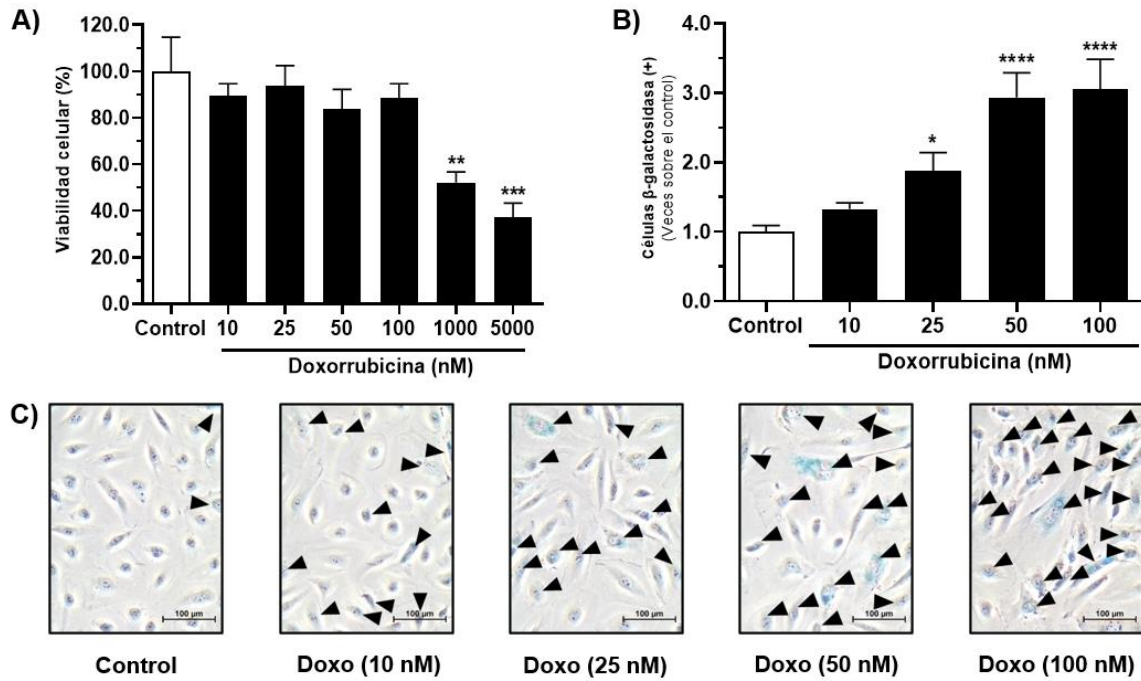 A)
Viabilidad celular (%)
120.0
100.0
80.0
60.0
40.0
20.0
0.0
**
***
Control 10 25 50 100 1000 5000
Doxorrubicina (nM)
B)
Células β-galactosidasa (+)
(Veces sobre el control)
4.0
3.0
2.0
1.0
0.0
*
****
****
Control 10 25 50 100
Doxorrubicina (nM)
C)
100 µm
100 µm
100 µm
100 µm
100 µm
Control Doxo (10 nM) Doxo (25 nM) Doxo (50 nM) Doxo (100 nM)